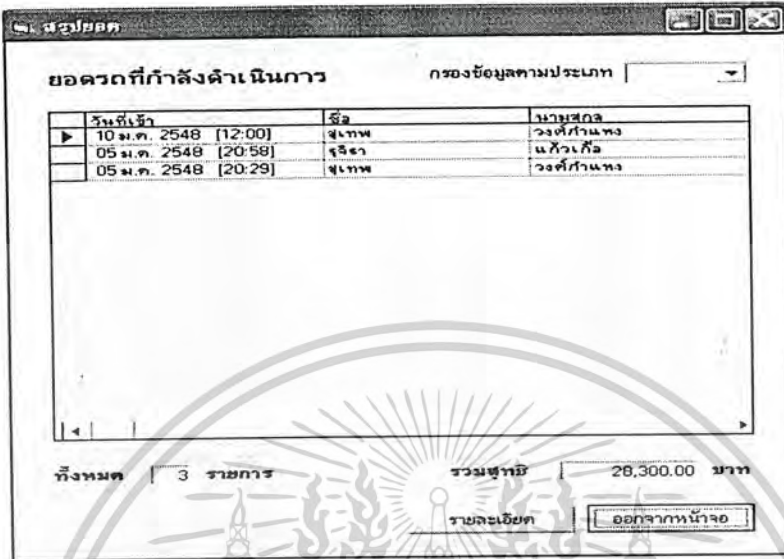 สรุปยอด
ยอดรถที่กำลังดำเนินการ กรองข้อมูลตามประเภท
วันที่เข้า ชื่อ นามสกุล
10 ม.ค. 2548 [12:00] สุเทพ วงศ์กำแหง
05 ม.ค. 2548 [20:58] รุจิรา แก้วเกื้อ
05 ม.ค. 2548 [20:29] สุเทพ วงศ์กำแหง
ทั้งหมด 3 รายการ รวมสุทธิ 28,300.00 บาท
รายละเอียด ออกจากหน้าจอ